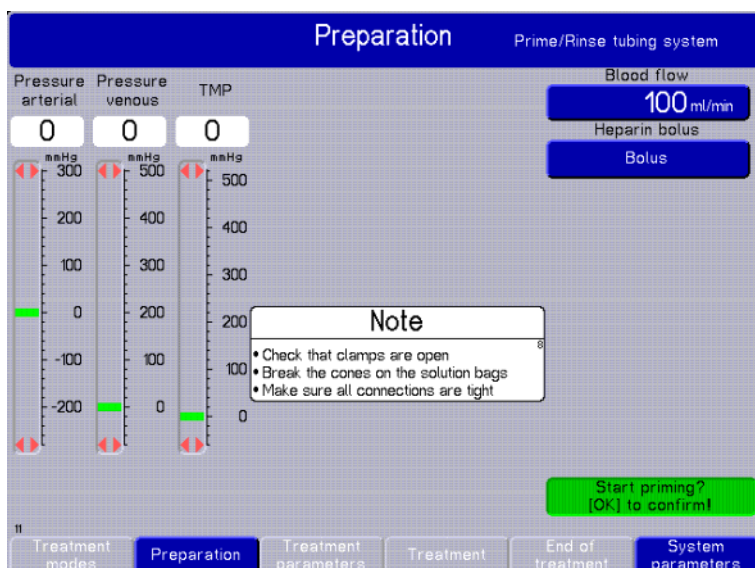 Preparation
Prime/Rinse tubing system
Pressure arterial
Pressure venous
TMP
Blood flow
100 ml/min
Heparin bolus
Bolus
0
0
0
mmHg
300
200
100
0
-100
-200
mmHg
500
400
300
200
100
0
500
400
300
200
100
0
Note
8
• Check that clamps are open
• Break the cones on the solution bags
• Make sure all connections are tight
Start priming?
[OK] to confirm!
11
Treatment
modes
Preparation
Treatment
parameters
Treatment
End of
treatment
System
parameters